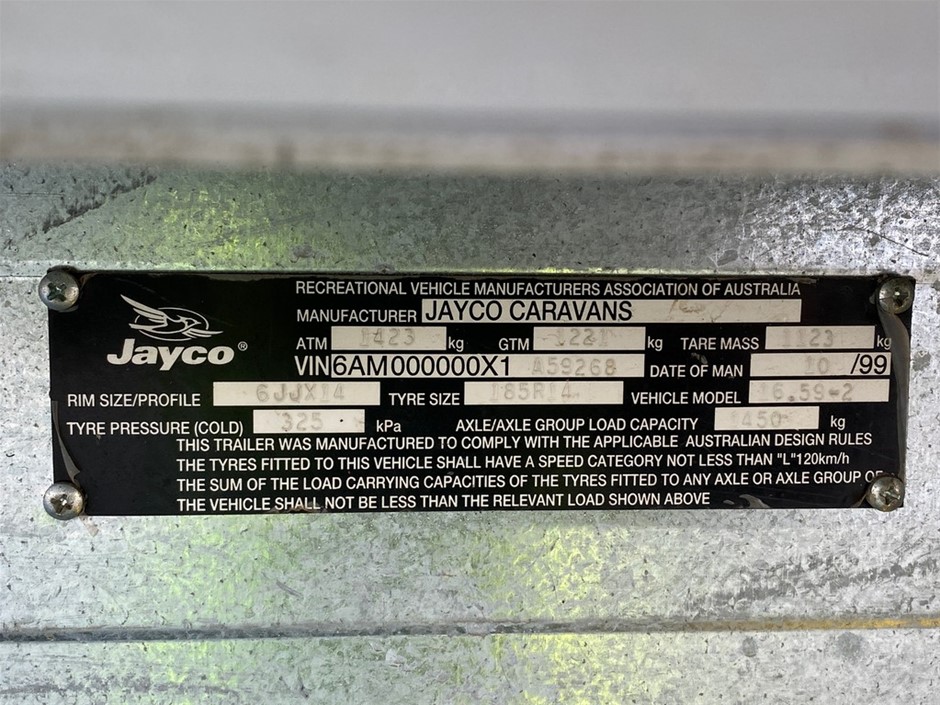 RECREATIONAL VEHICLE MANUFACTURERS ASSOCIATION OF AUSTRALIA
MANUFACTURER JAYCO CARAVANS
Jayco®
ATM 1423 kg GTM 1221 kg TARE MASS 1123 kg
VIN 6AM000000X1 A59268 DATE OF MAN 10 /99
RIM SIZE/PROFILE 6JJX14 TYRE SIZE 185R14 VEHICLE MODEL 16.59-2
TYRE PRESSURE (COLD) 325 kPa AXLE/AXLE GROUP LOAD CAPACITY 1450 kg
THIS TRAILER WAS MANUFACTURED TO COMPLY WITH THE APPLICABLE AUSTRALIAN DESIGN RULES
THE TYRES FITTED TO THIS VEHICLE SHALL HAVE A SPEED CATEGORY NOT LESS THAN "L"120km/h
THE SUM OF THE LOAD CARRYING CAPACITIES OF THE TYRES FITTED TO ANY AXLE OR AXLE GROUP OF
THE VEHICLE SHALL NOT BE LESS THAN THE RELEVANT LOAD SHOWN ABOVE